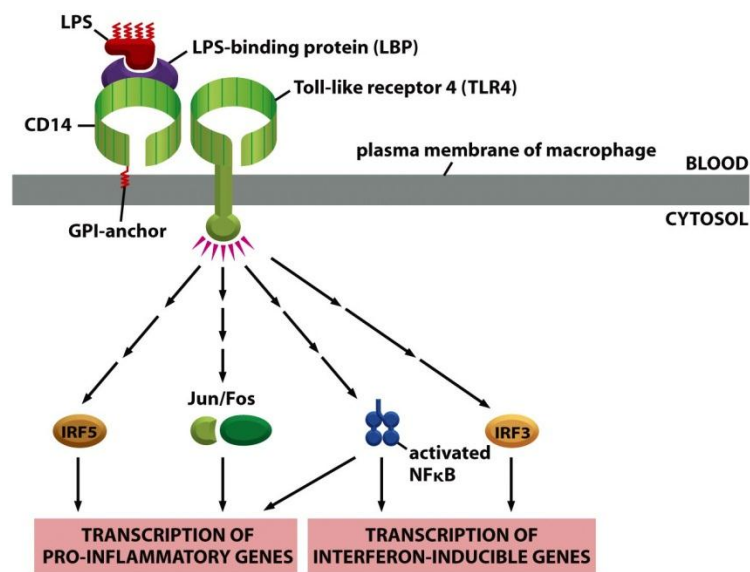 LPS
LPS-binding protein (LBP)
Toll-like receptor 4 (TLR4)
CD14
plasma membrane of macrophage
BLOOD
CYTOSOL
GPI-anchor
Jun/Fos
IRF5
IRF3
activated
NFκB
TRANSCRIPTION OF
PRO-INFLAMMATORY GENES
TRANSCRIPTION OF
INTERFERON-INDUCIBLE GENES